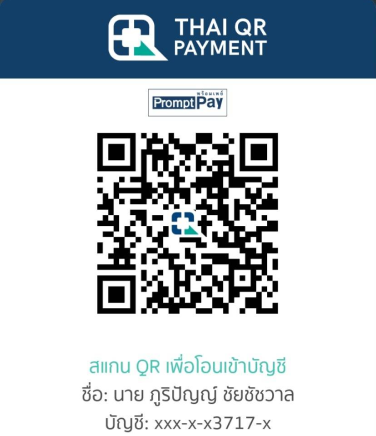 THAI QR
PAYMENT
พร้อมเพย์
PromptPay
สแกน QR เพื่อโอนเข้าบัญชี
ชื่อ: นาย ภูริปัญญ์ ชัยชัชวาล
บัญชี: xxx-x-x3717-x